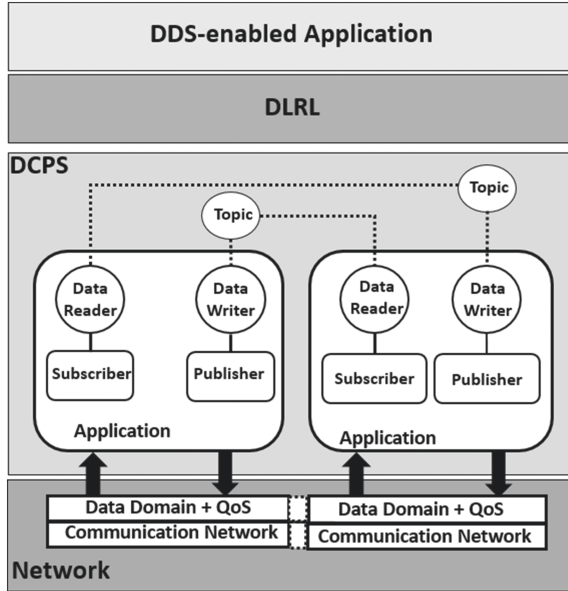 DDS-enabled Application
DLRL
DCPS
Topic
Topic
Data
Reader
Data
Writer
Data
Reader
Data
Writer
Subscriber
Publisher
Subscriber
Publisher
Application
Application
Data Domain + QoS
Data Domain + QoS
Communication Network
Communication Network
Network